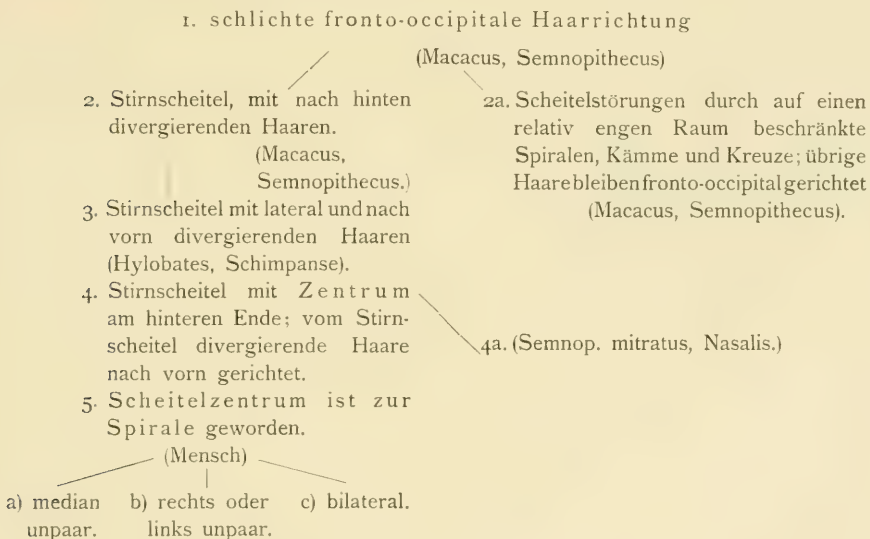 1. schlichte fronto-occipitale Haarrichtung
(Macacus, Semnopithecus)
2. Stirnscheitel, mit nach hinten
divergierenden Haaren.
(Macacus,
Semnopithecus.)
3. Stirnscheitel mit lateral und nach
vorn divergierenden Haaren
(Hylobates, Schimpanse).
4. Stirnscheitel mit Zentrum
am hinteren Ende; vom Stirn-
scheitel divergierende Haare
nach vorn gerichtet.
5. Scheitelzentrum ist zur
Spirale geworden.
(Mensch)
a) median
unpaar.
b) rechts oder
links unpaar.
c) bilateral.
2a. Scheitelstörungen durch auf einen
relativ engen Raum beschränkte
Spiralen, Kämme und Kreuze; übrige
Haare bleiben fronto-occipital gerichtet
(Macacus, Semnopithecus).
4a. (Semnop. mitratus, Nasalis.)